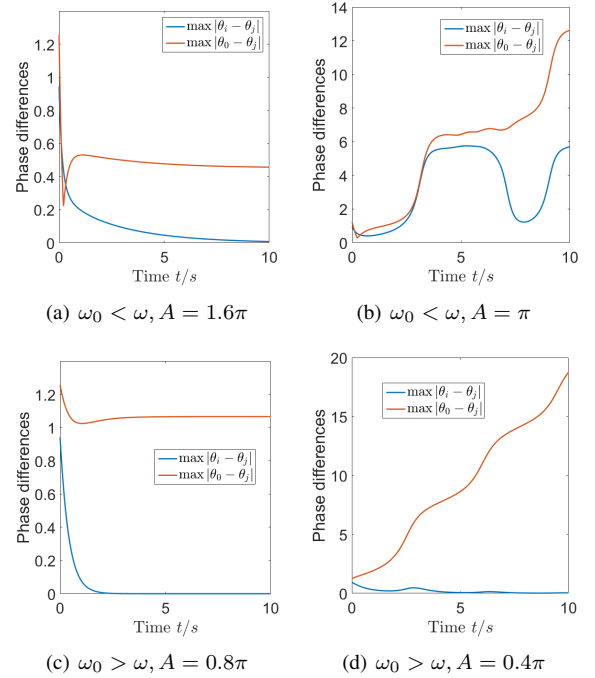 max |θᵢ − θⱼ|
max |θ₀ − θⱼ|
Phase differences
1.2
1
0.8
0.6
0.4
0.2
0
0
5
10
Time t/s
(a) ω₀ < ω, A = 1.6π
max |θᵢ − θⱼ|
max |θ₀ − θⱼ|
Phase differences
14
12
10
8
6
4
2
0
0
5
10
Time t/s
(b) ω₀ < ω, A = π
max |θᵢ − θⱼ|
max |θ₀ − θⱼ|
Phase differences
1.4
1.2
1
0.8
0.6
0.4
0.2
0
0
5
10
Time t/s
(c) ω₀ > ω, A = 0.8π
max |θᵢ − θⱼ|
max |θ₀ − θⱼ|
Phase differences
20
15
10
5
0
0
5
10
Time t/s
(d) ω₀ > ω, A = 0.4π